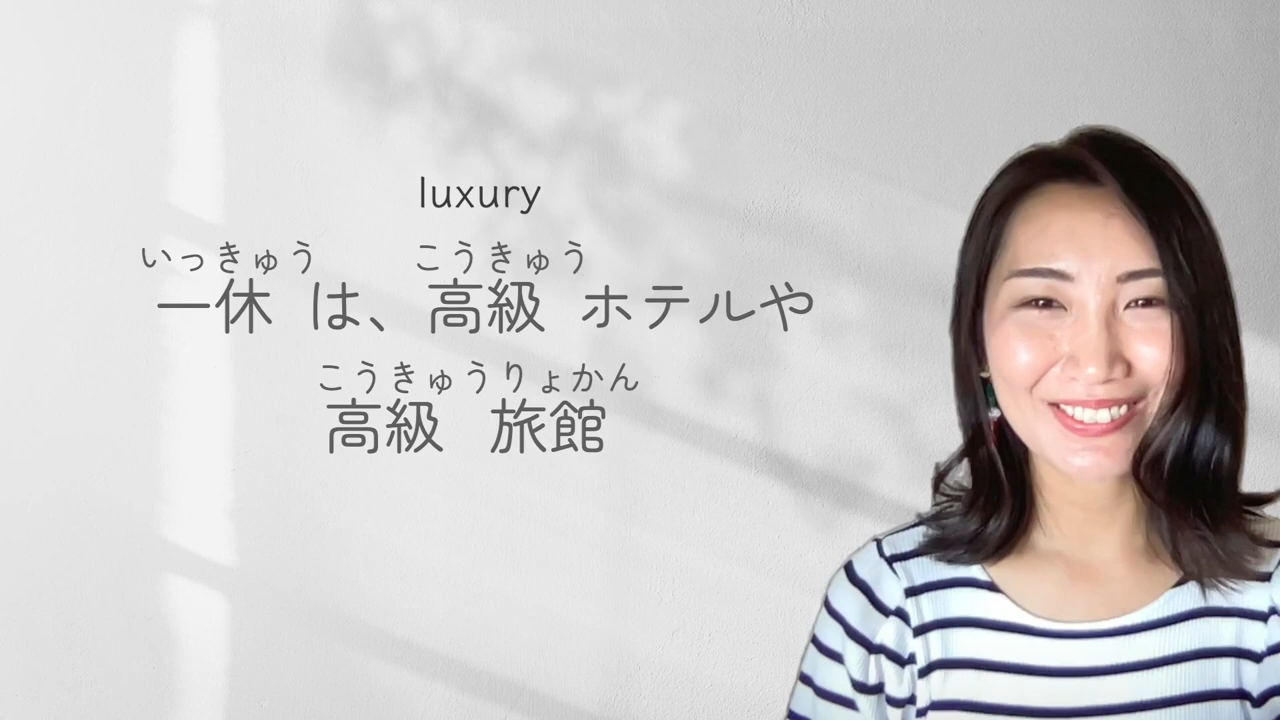 luxury
いっきゅう こうきゅう
一休 は、高級 ホテルや
こうきゅうりょかん
高級 旅館